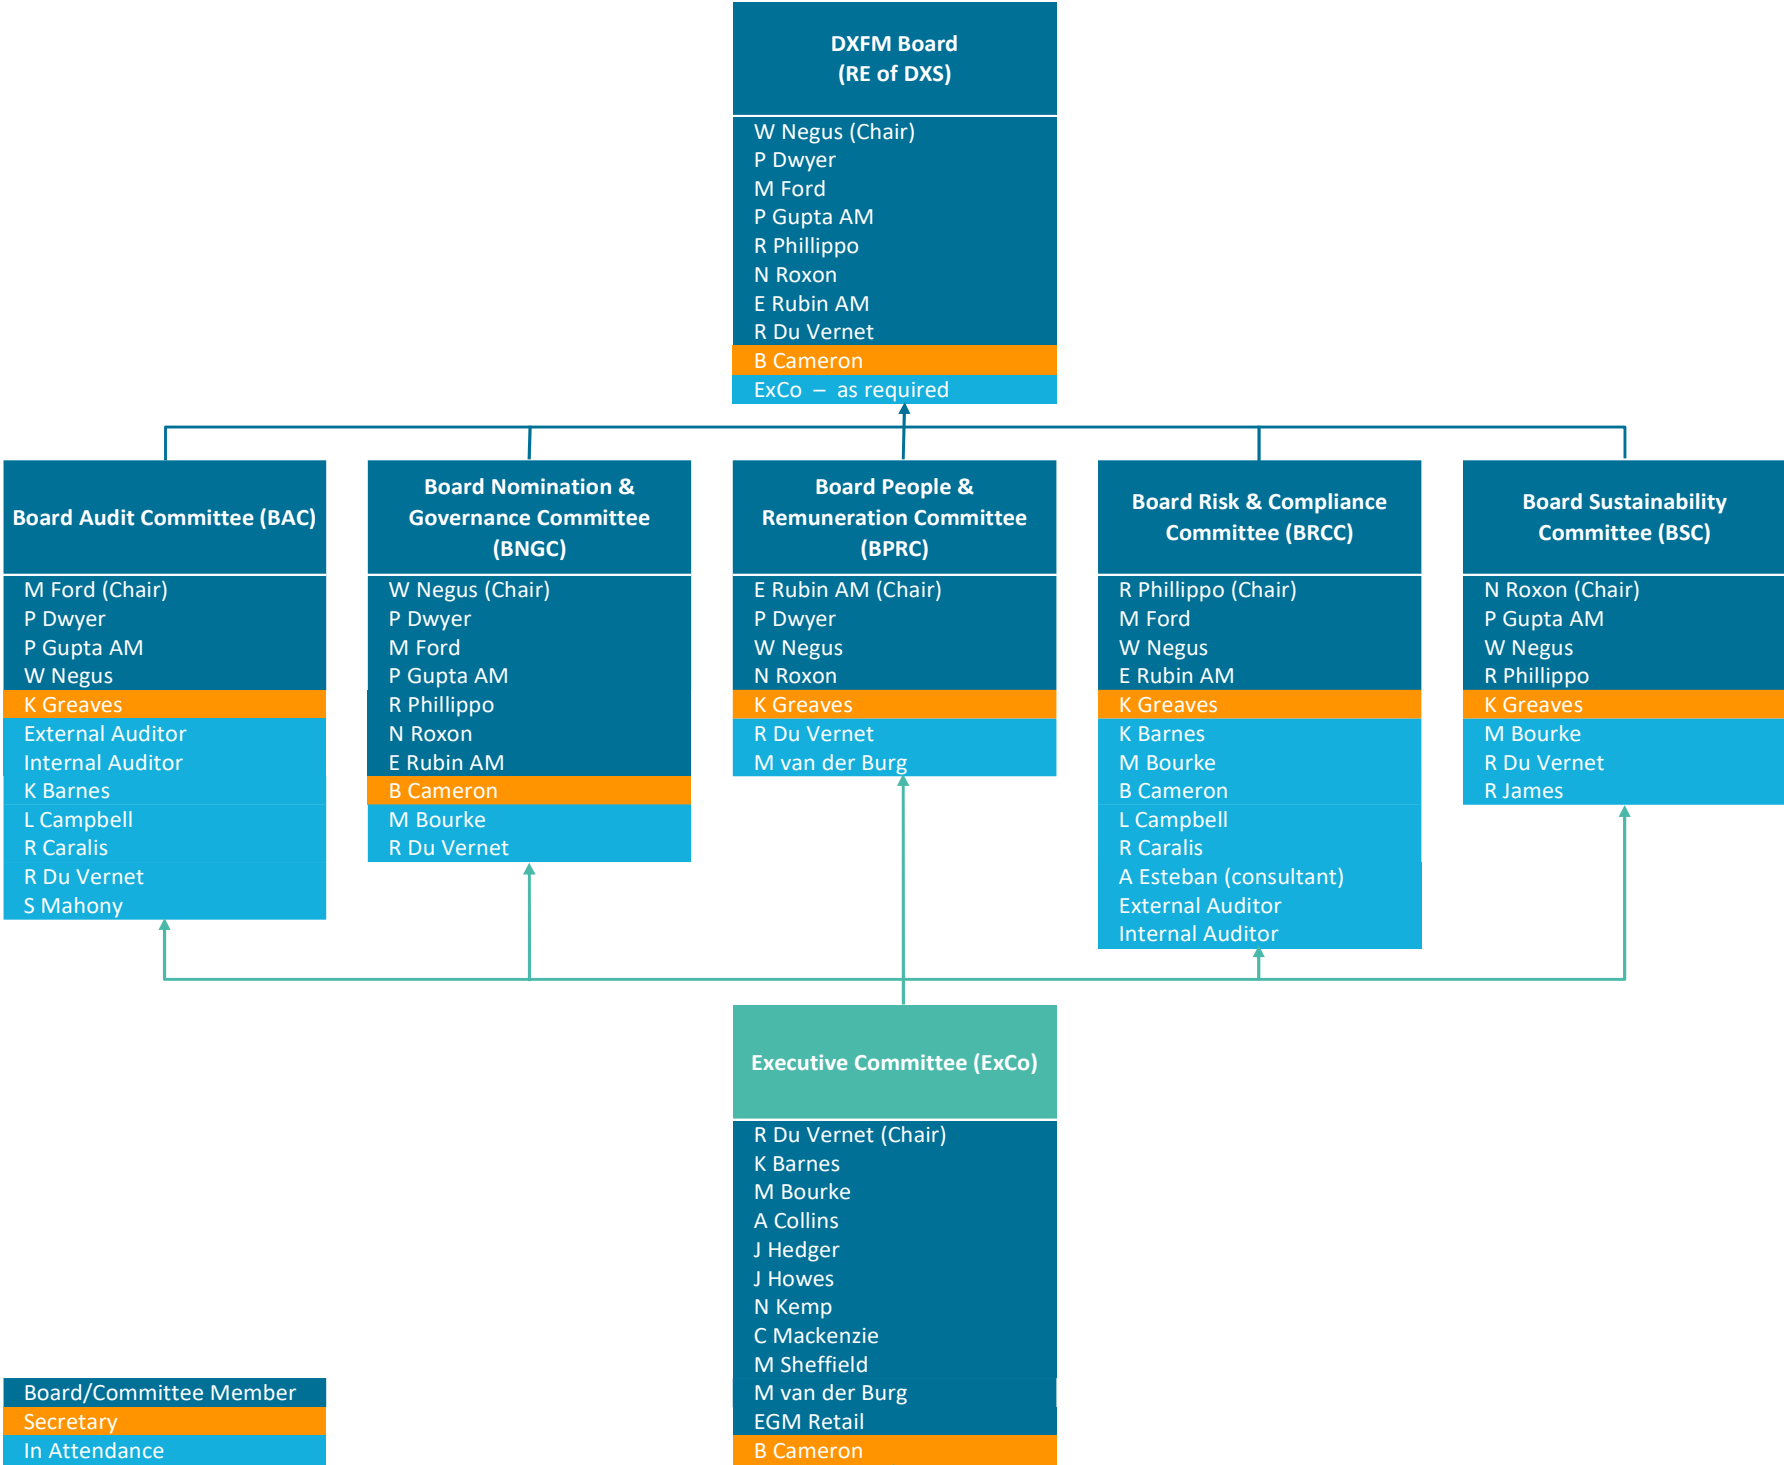 DXFM Board
(RE of DXS)
W Negus (Chair)
P Dwyer
M Ford
P Gupta AM
R Phillippo
N Roxon
E Rubin AM
R Du Vernet
B Cameron
ExCo – as required
Board Audit Committee (BAC)
M Ford (Chair)
P Dwyer
P Gupta AM
W Negus
K Greaves
External Auditor
Internal Auditor
K Barnes
L Campbell
R Caralis
R Du Vernet
S Mahony
Board Nomination &
Governance Committee
(BNGC)
W Negus (Chair)
P Dwyer
M Ford
P Gupta AM
R Phillippo
N Roxon
E Rubin AM
B Cameron
M Bourke
R Du Vernet
Board People &
Remuneration Committee
(BPRC)
E Rubin AM (Chair)
P Dwyer
W Negus
N Roxon
K Greaves
R Du Vernet
M van der Burg
Board Risk & Compliance
Committee (BRCC)
R Phillippo (Chair)
M Ford
W Negus
E Rubin AM
K Greaves
K Barnes
M Bourke
B Cameron
L Campbell
R Caralis
A Esteban (consultant)
External Auditor
Internal Auditor
Board Sustainability
Committee (BSC)
N Roxon (Chair)
P Gupta AM
W Negus
R Phillippo
K Greaves
M Bourke
R Du Vernet
R James
Executive Committee (ExCo)
R Du Vernet (Chair)
K Barnes
M Bourke
A Collins
J Hedger
J Howes
N Kemp
C Mackenzie
M Sheffield
M van der Burg
EGM Retail
B Cameron
Board/Committee Member
Secretary
In Attendance